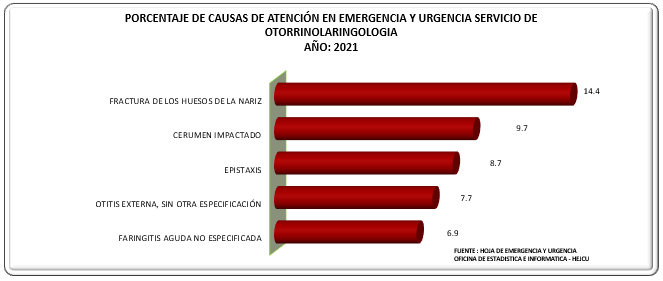 PORCENTAJE DE CAUSAS DE ATENCIÓN EN EMERGENCIA Y URGENCIA SERVICIO DE
OTORRINOLARINGOLOGIA
AÑO: 2021
FRACTURA DE LOS HUESOS DE LA NARIZ 14.4
CERUMEN IMPACTADO 9.7
EPISTAXIS 8.7
OTITIS EXTERNA, SIN OTRA ESPECIFICACIÓN 7.7
FARINGITIS AGUDA NO ESPECIFICADA 6.9
FUENTE : HOJA DE EMERGENCIA Y URGENCIA
OFICINA DE ESTADISTICA E INFORMATICA - HEJCU